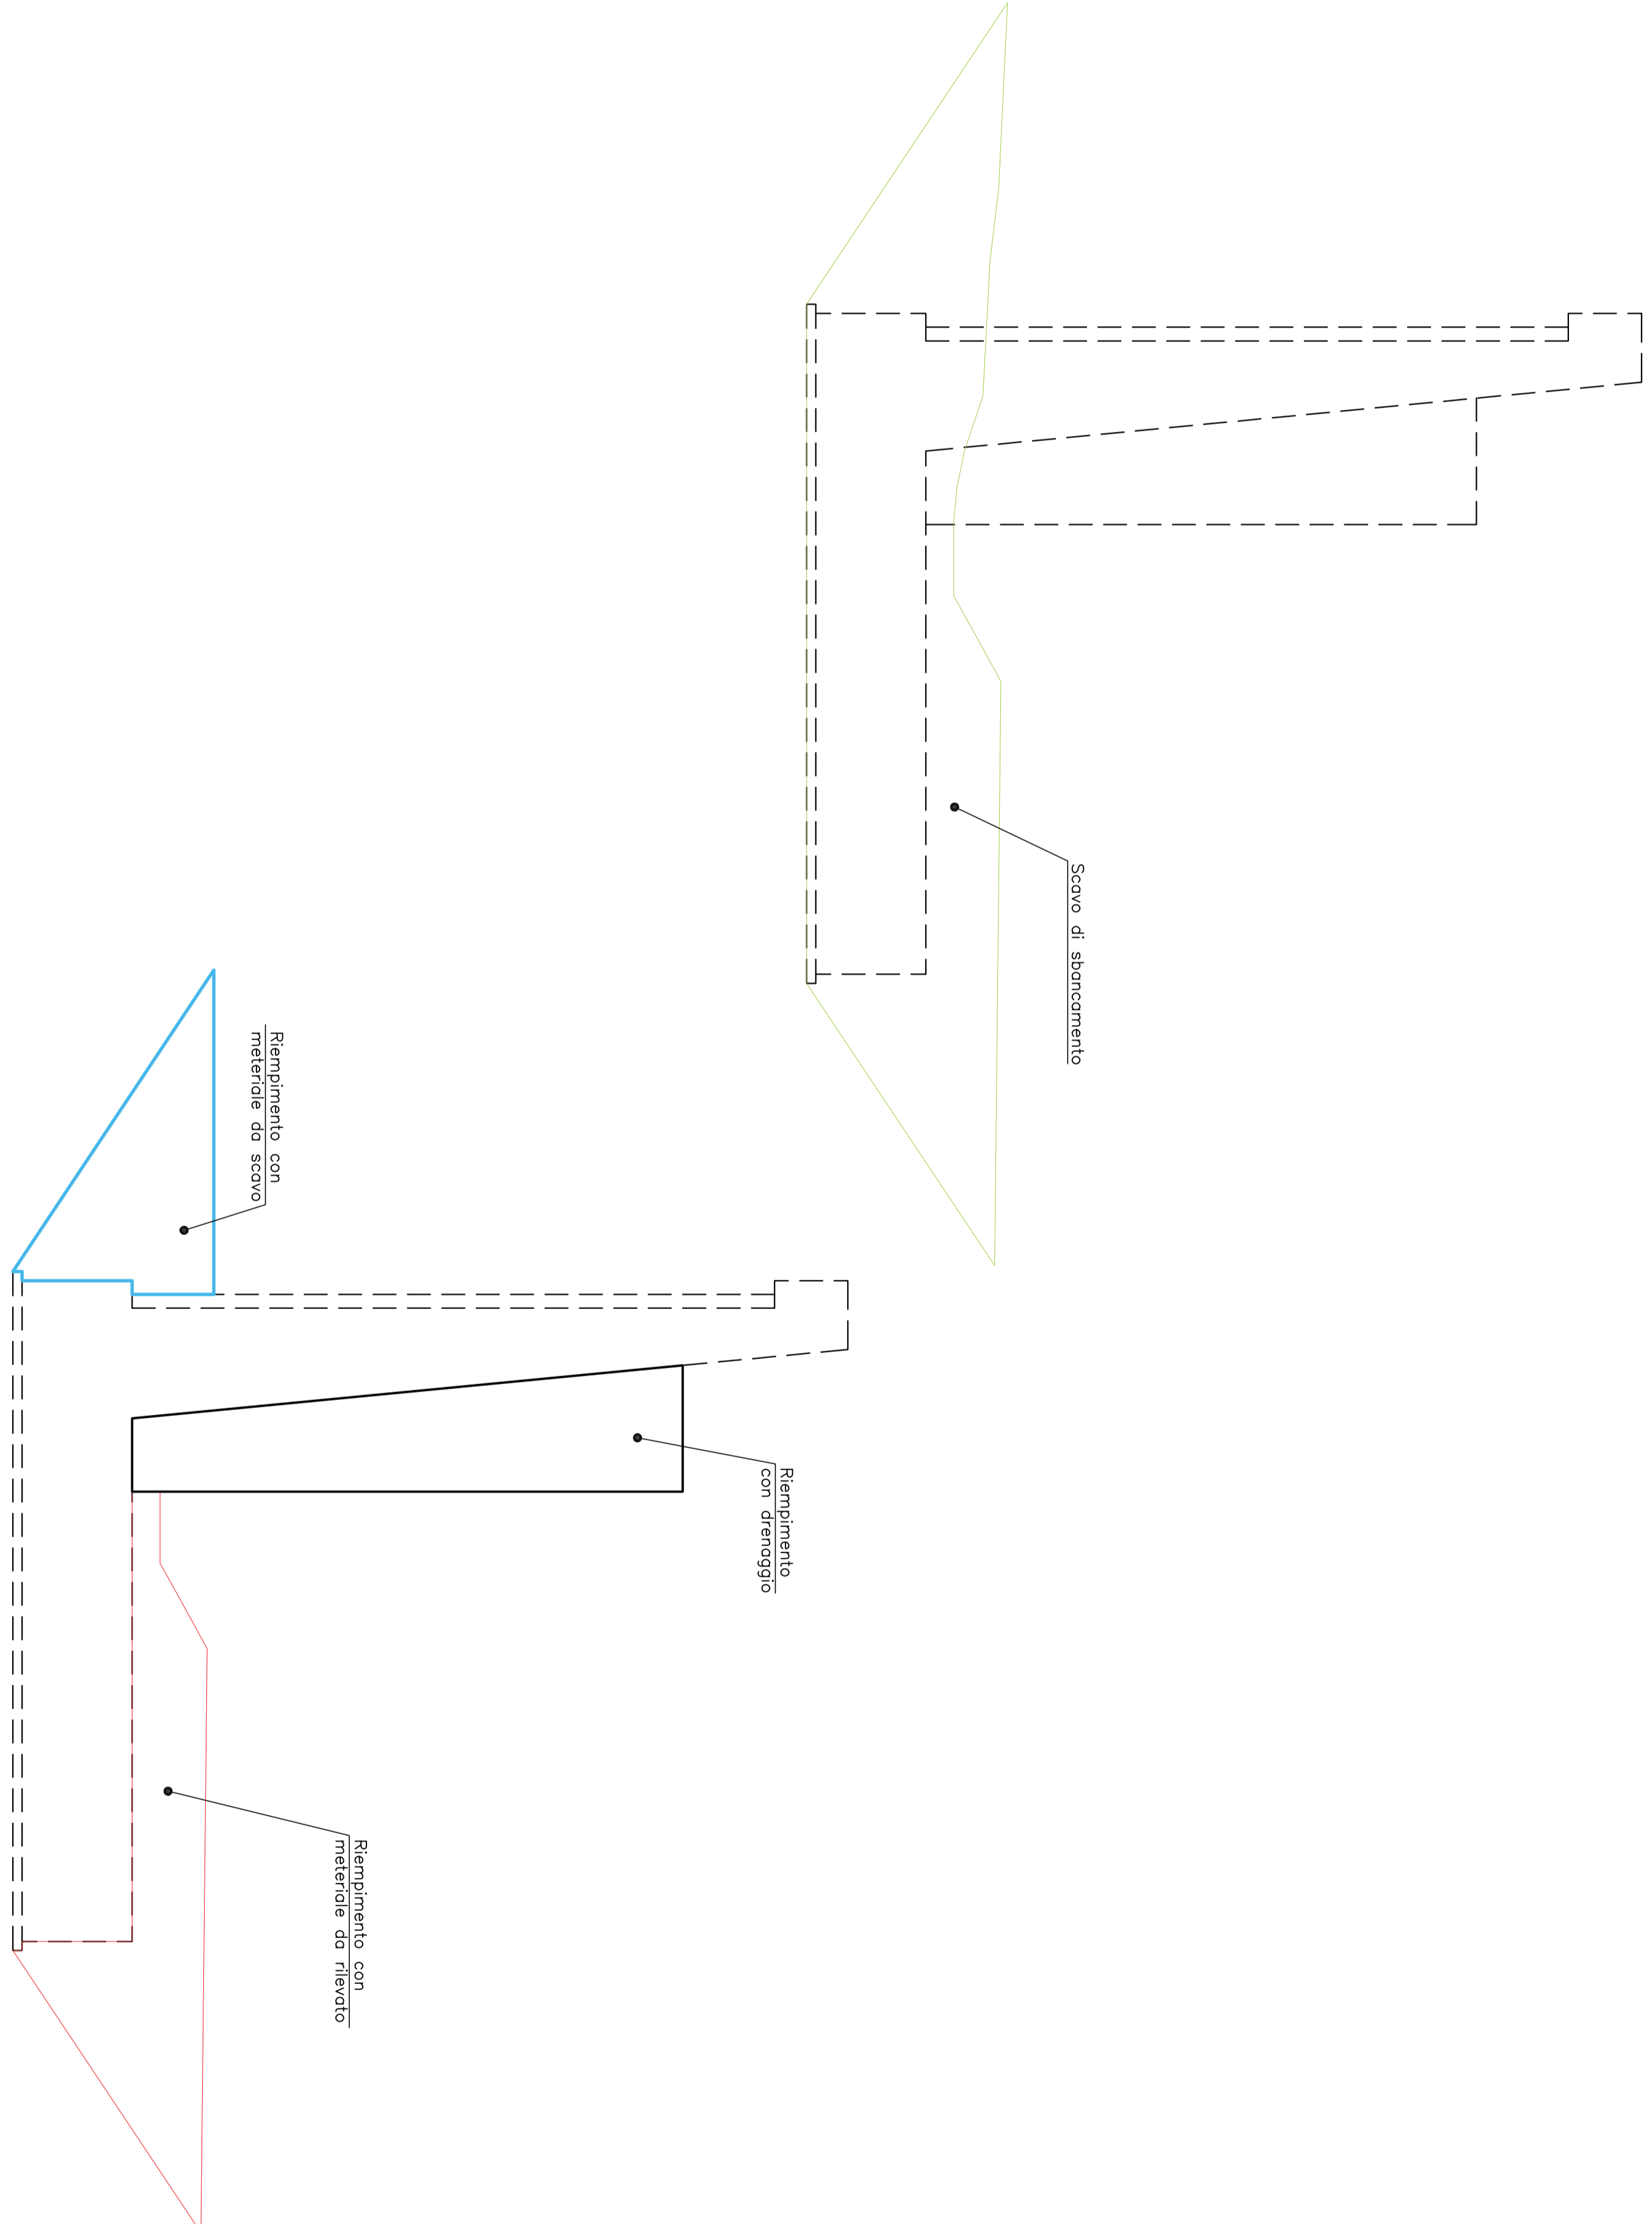 Scavo di sbancamento
Riempimento con
meteriale da scavo
Riempimento
con drenaggio
Riempimento con
meteriale da rilevato